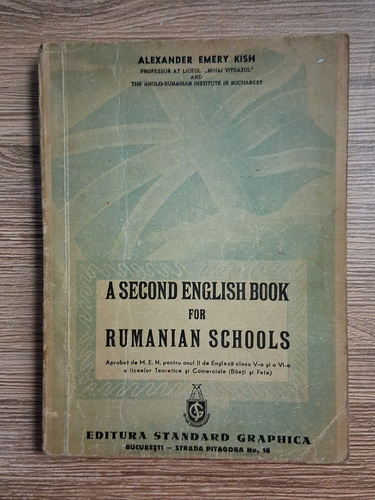 ALEXANDER EMERY KISH
PROFESSOR AT LICEUL „MIHAI VITEAZUL"
AND
THE ANGLO-RUMANIAN INSTITUTE IN BUCHAREST
A SECOND ENGLISH BOOK
FOR
RUMANIAN SCHOOLS
Aprobat de M. E. N. pentru anul II de Engleză clasa V-a și a VI-a
a liceelor Teoretice și Comerciale (Băeți și Fete)
EDITURA STANDARD GRAPHICA
BUCUREȘTI — STRADA PITAGORA No. 16